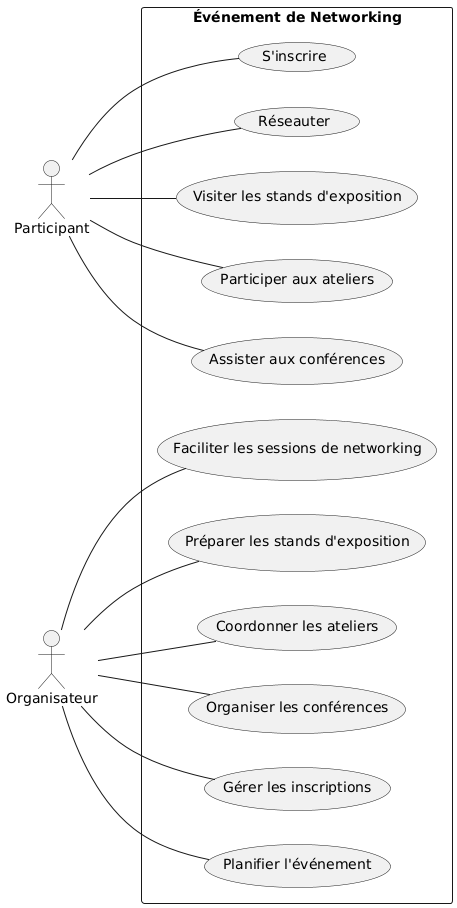 Événement de Networking
S'inscrire
Réseauter
Visiter les stands d'exposition
Participant
Participer aux ateliers
Assister aux conférences
Faciliter les sessions de networking
Préparer les stands d'exposition
Coordonner les ateliers
Organisateur
Organiser les conférences
Gérer les inscriptions
Planifier l'événement